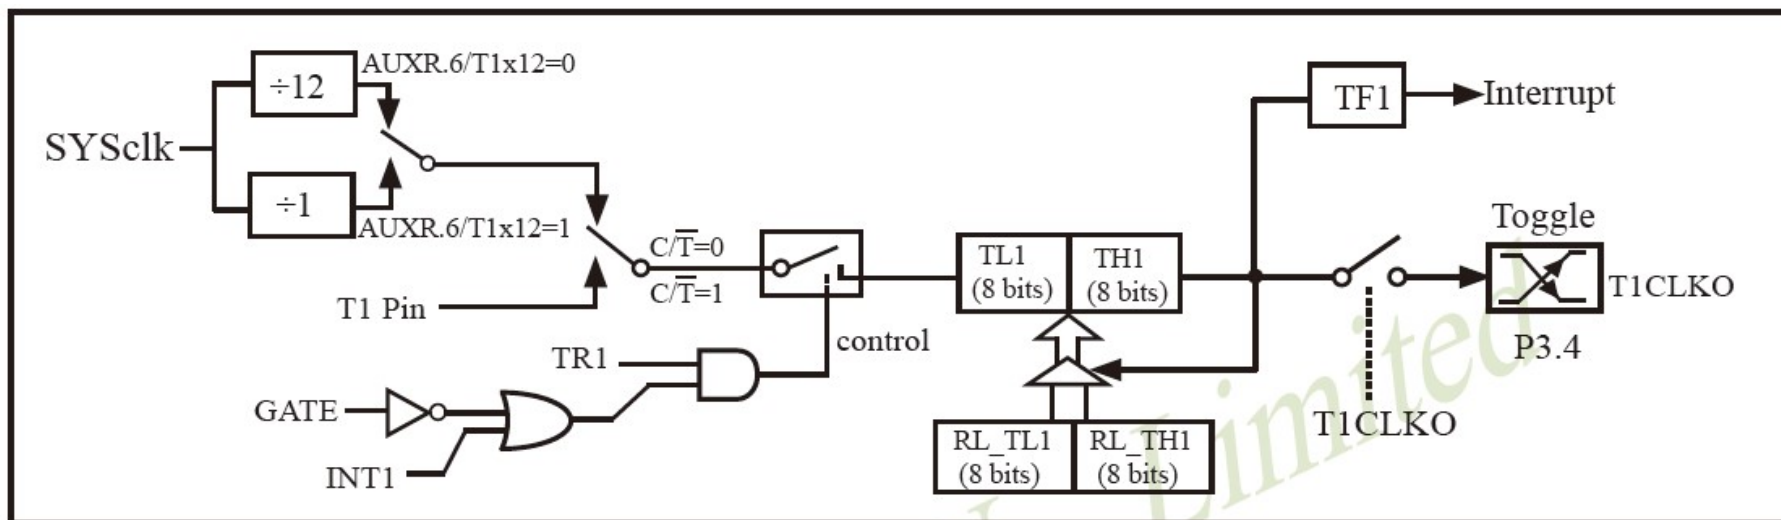 ÷12
AUXR.6/T1x12=0
SYSclk
÷1
AUXR.6/T1x12=1
C/T̅=0
C/T̅=1
T1 Pin
TL1
(8 bits)
TH1
(8 bits)
TF1
Interrupt
Toggle
T1CLKO
P3.4
control
TR1
GATE
INT1
RL_TL1
(8 bits)
RL_TH1
(8 bits)
T1CLKO
Limited